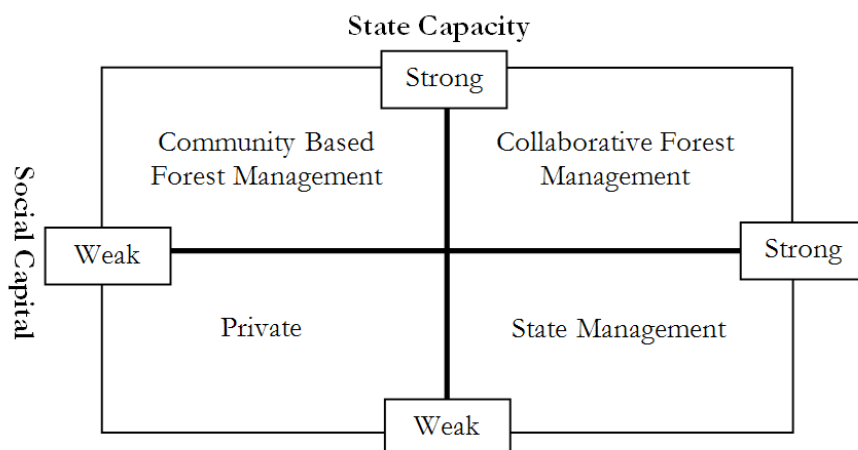 State Capacity
Strong
Community Based
Forest Management
Collaborative Forest
Management
Social Capital
Weak
Strong
Private
State Management
Weak